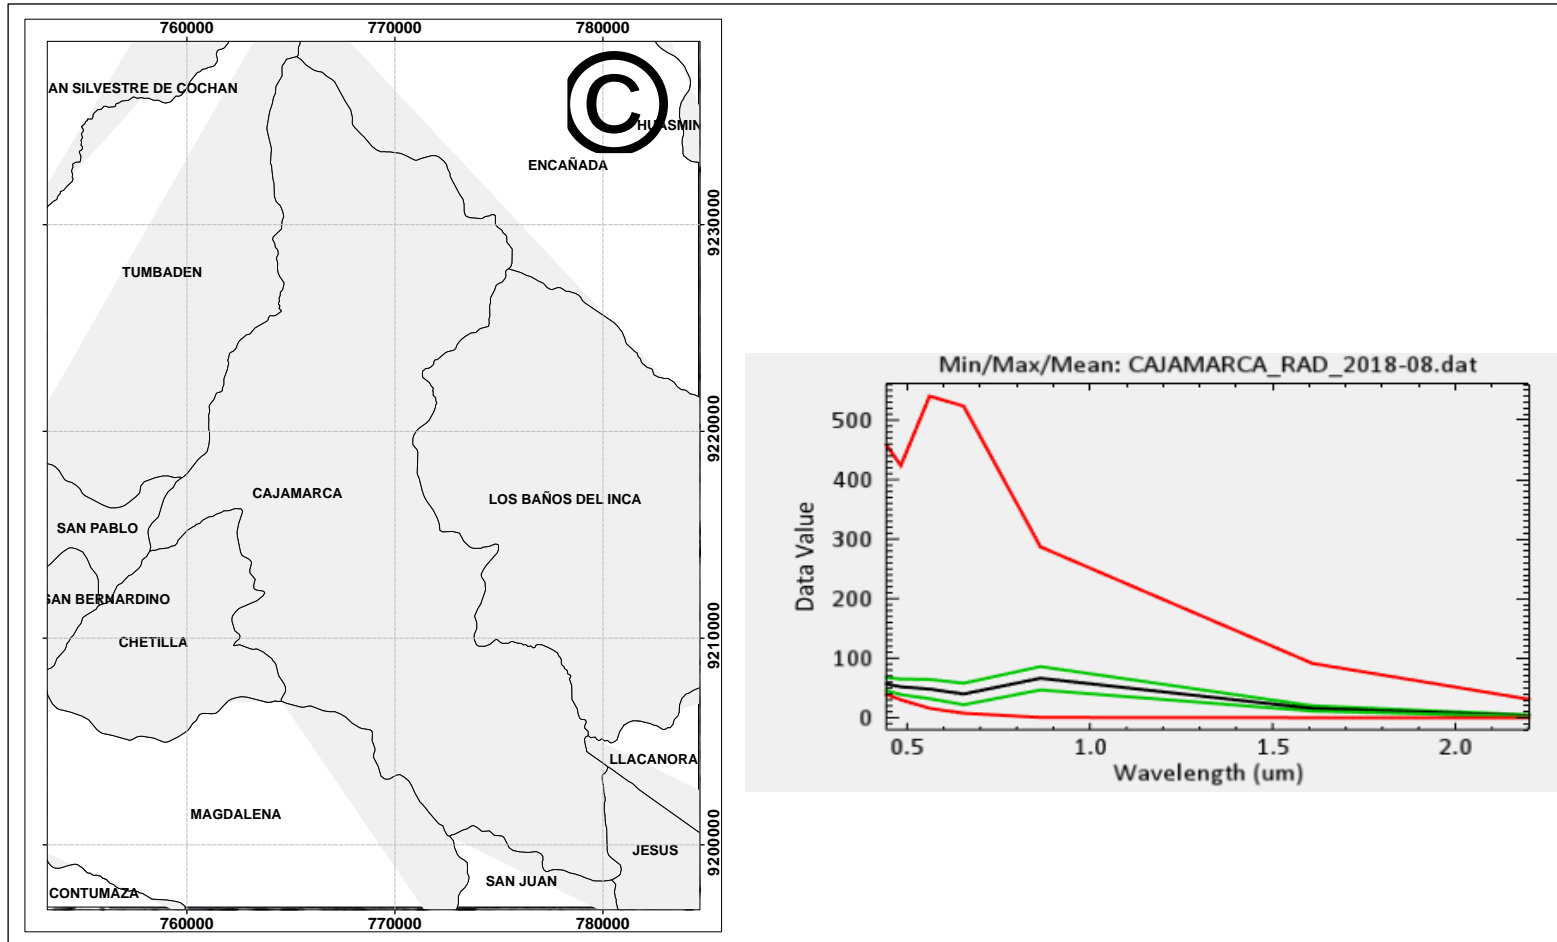 760000
770000
780000
AN SILVESTRE DE COCHAN
©
HUASMIN
ENCAÑADA
9230000
TUMBADEN
9220000
CAJAMARCA
LOS BAÑOS DEL INCA
SAN PABLO
SAN BERNARDINO
9210000
CHETILLA
LLACANORA
MAGDALENA
9200000
JESUS
SAN JUAN
CONTUMAZA
760000
770000
780000
Min/Max/Mean: CAJAMARCA_RAD_2018-08.dat
Data Value
500
400
300
200
100
0
0.5
1.0
1.5
2.0
Wavelength (um)